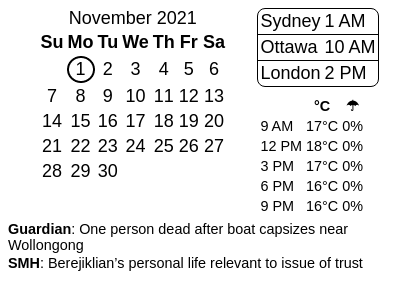 November 2021
Su Mo Tu We Th Fr Sa
1 2 3 4 5 6
7 8 9 10 11 12 13
14 15 16 17 18 19 20
21 22 23 24 25 26 27
28 29 30
Sydney 1 AM
Ottawa 10 AM
London 2 PM
°C ☂
9 AM 17°C 0%
12 PM 18°C 0%
3 PM 17°C 0%
6 PM 16°C 0%
9 PM 16°C 0%
Guardian: One person dead after boat capsizes near
Wollongong
SMH: Berejiklian’s personal life relevant to issue of trust